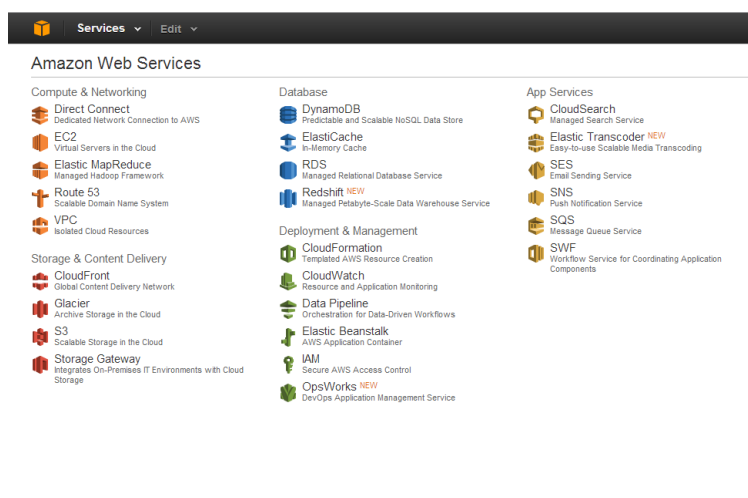 Services Edit
Amazon Web Services
Compute & Networking
Direct Connect
Dedicated Network Connection to AWS
EC2
Virtual Servers in the Cloud
Elastic MapReduce
Managed Hadoop Framework
Route 53
Scalable Domain Name System
VPC
Isolated Cloud Resources
Storage & Content Delivery
CloudFront
Global Content Delivery Network
Glacier
Archive Storage in the Cloud
S3
Scalable Storage in the Cloud
Storage Gateway
Integrates On-Premises IT Environments with Cloud
Storage
Database
DynamoDB
Predictable and Scalable NoSQL Data Store
ElastiCache
In-Memory Cache
RDS
Managed Relational Database Service
Redshift NEW
Managed Petabyte-Scale Data Warehouse Service
Deployment & Management
CloudFormation
Templated AWS Resource Creation
CloudWatch
Resource and Application Monitoring
Data Pipeline
Orchestration for Data-Driven Workflows
Elastic Beanstalk
AWS Application Container
IAM
Secure AWS Access Control
OpsWorks NEW
DevOps Application Management Service
App Services
CloudSearch
Managed Search Service
Elastic Transcoder NEW
Easy-to-use Scalable Media Transcoding
SES
Email Sending Service
SNS
Push Notification Service
SQS
Message Queue Service
SWF
Workflow Service for Coordinating Application
Components